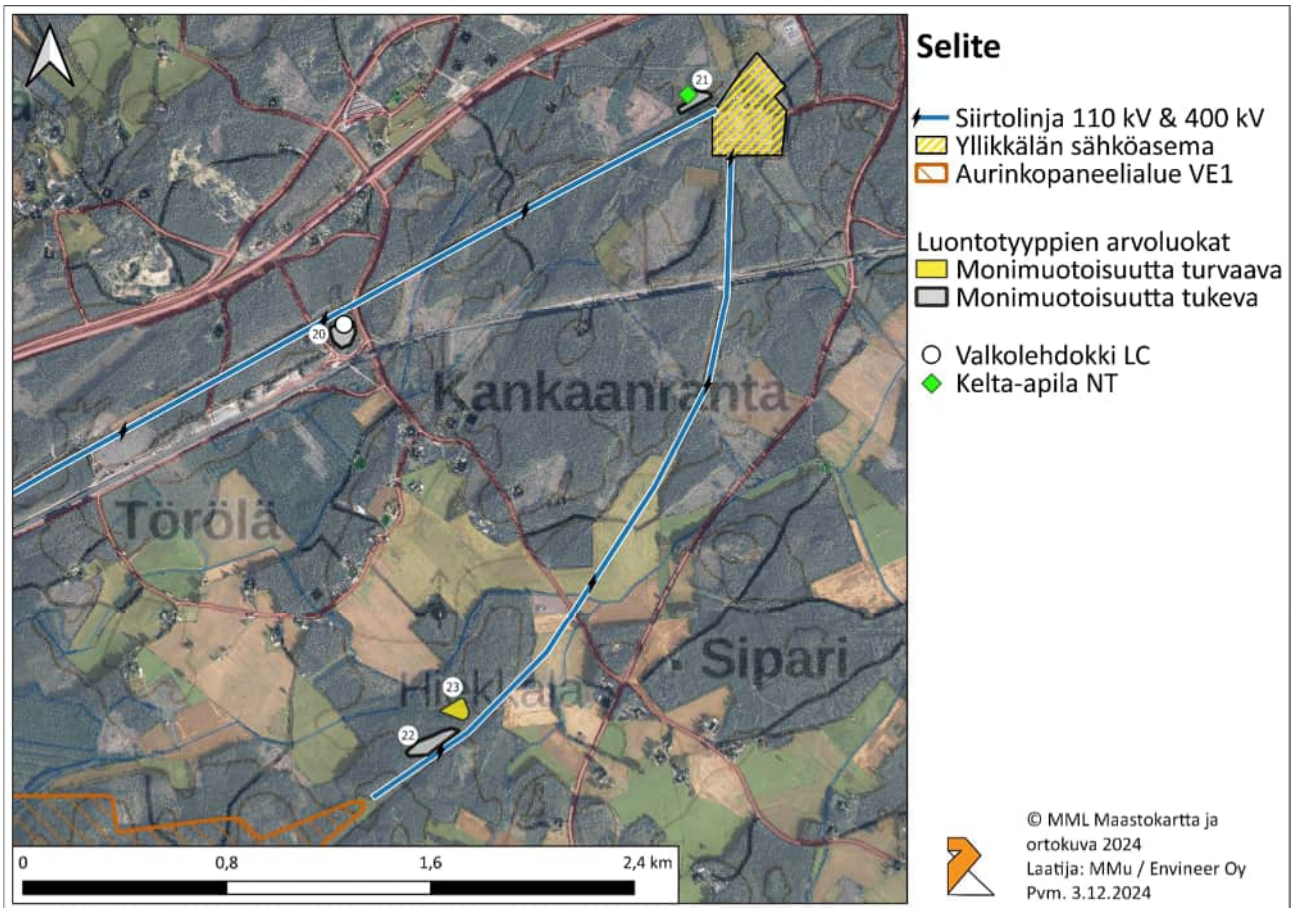 21
20
Kankaanranta
Törölä
Sipari
23
22
0 0,8 1,6 2,4 km
Selite
Siirtolinja 110 kV & 400 kV
Yllikkälän sähköasema
Aurinkopaneelialue VE1
Luontotyyppien arvoluokat
Monimuotoisuutta turvaava
Monimuotoisuutta tukeva
Valkolehdokki LC
Kelta-apila NT
© MML Maastokartta ja
ortokuva 2024
Laatija: MMu / Envineer Oy
Pvm. 3.12.2024